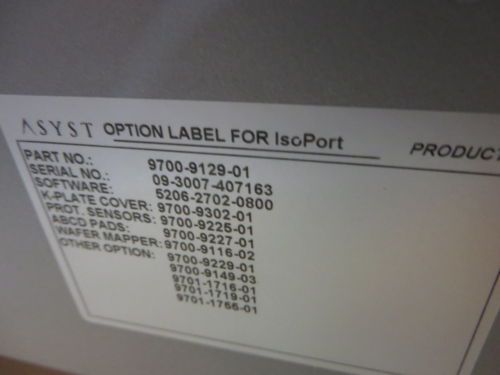 ASYST OPTION LABEL FOR IsoPort PRODUCT
PART NO.: 9700-9129-01
SERIAL NO.: 09-3007-407163
SOFTWARE: 5206-2702-0800
K-PLATE COVER: 9700-9302-01
PROT. SENSORS: 9700-9225-01
ABCD PADS: 9700-9227-01
WAFER MAPPER: 9700-9116-02
OTHER OPTION: 9700-9229-01
9700-9149-03
9701-1716-01
9701-1719-01
9701-1766-01